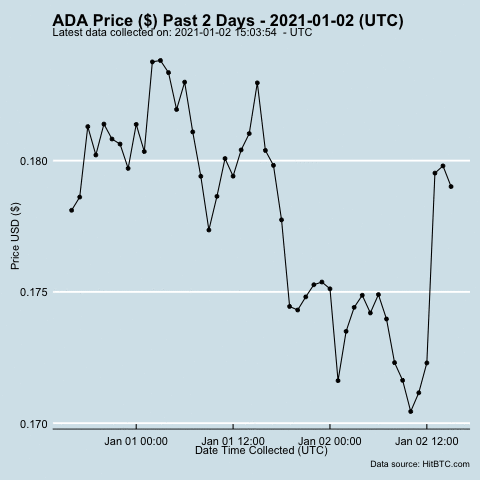 ADA Price ($) Past 2 Days - 2021-01-02 (UTC)
Latest data collected on: 2021-01-02 15:03:54 - UTC
Price USD ($)
0.180
0.175
0.170
Jan 01 00:00 Jan 01 12:00 Jan 02 00:00 Jan 02 12:00
Date Time Collected (UTC)
Data source: HitBTC.com